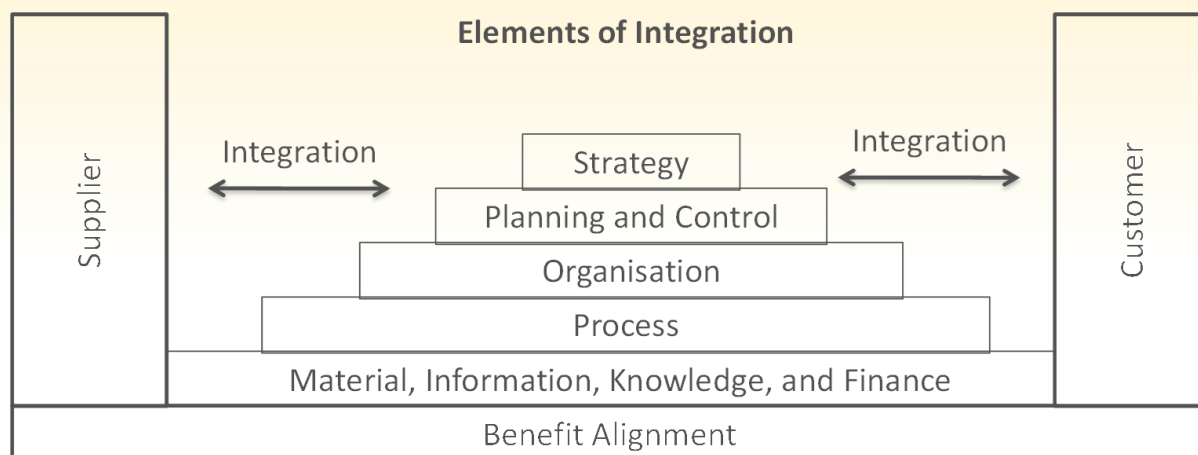 Elements of Integration
Supplier
Integration
Integration
Customer
Strategy
Planning and Control
Organisation
Process
Material, Information, Knowledge, and Finance
Benefit Alignment